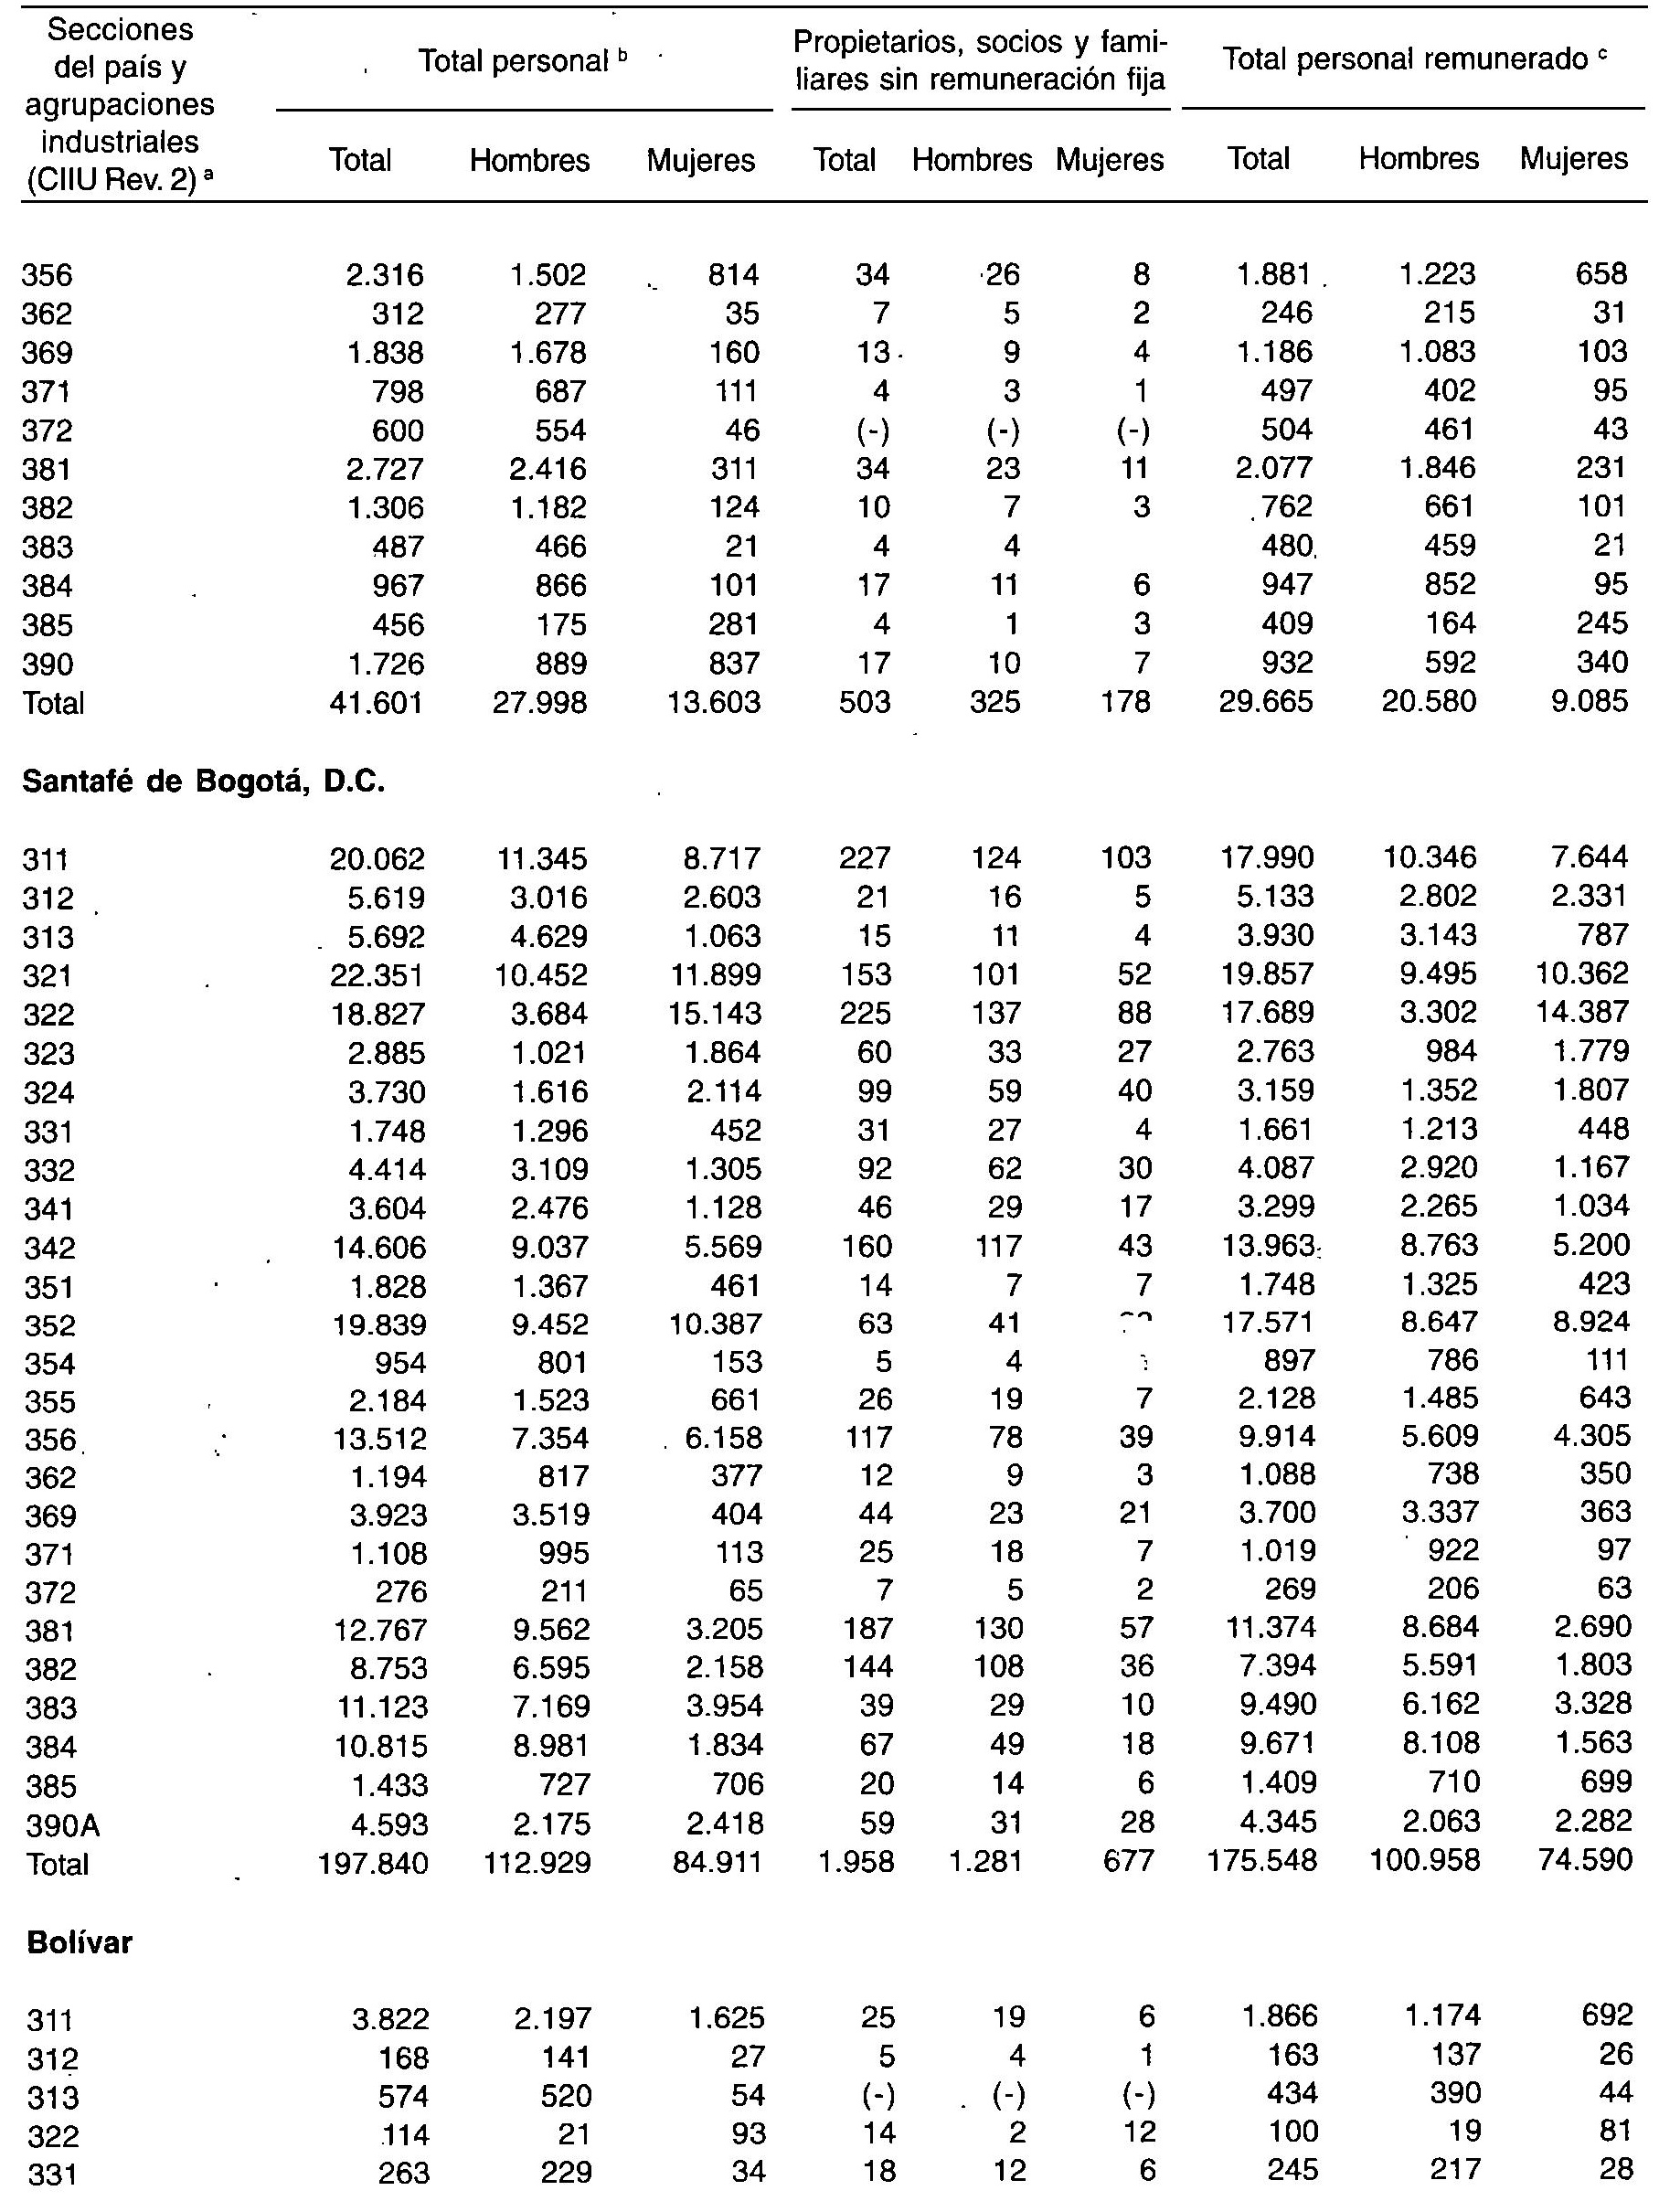 Secciones
del país y
agrupaciones
industriales
(CIIU Rev. 2) a
Total personal b
Propietarios, socios y fami-
liares sin remuneración fija
Total personal remunerado c
Total Hombres Mujeres Total Hombres Mujeres Total Hombres Mujeres
356 2.316 1.502 814 34 26 8 1.881 1.223 658
362 312 277 35 7 5 2 246 215 31
369 1.838 1.678 160 13 9 4 1.186 1.083 103
371 798 687 111 4 3 1 497 402 95
372 600 554 46 (-) (-) (-) 504 461 43
381 2.727 2.416 311 34 23 11 2.077 1.846 231
382 1.306 1.182 124 10 7 3 762 661 101
383 487 466 21 4 4 480 459 21
384 967 866 101 17 11 6 947 852 95
385 456 175 281 4 1 3 409 164 245
390 1.726 889 837 17 10 7 932 592 340
Total 41.601 27.998 13.603 503 325 178 29.665 20.580 9.085
Santafé de Bogotá, D.C.
311 20.062 11.345 8.717 227 124 103 17.990 10.346 7.644
312 5.619 3.016 2.603 21 16 5 5.133 2.802 2.331
313 5.692 4.629 1.063 15 11 4 3.930 3.143 787
321 22.351 10.452 11.899 153 101 52 19.857 9.495 10.362
322 18.827 3.684 15.143 225 137 88 17.689 3.302 14.387
323 2.885 1.021 1.864 60 33 27 2.763 984 1.779
324 3.730 1.616 2.114 99 59 40 3.159 1.352 1.807
331 1.748 1.296 452 31 27 4 1.661 1.213 448
332 4.414 3.109 1.305 92 62 30 4.087 2.920 1.167
341 3.604 2.476 1.128 46 29 17 3.299 2.265 1.034
342 14.606 9.037 5.569 160 117 43 13.963 8.763 5.200
351 1.828 1.367 461 14 7 7 1.748 1.325 423
352 19.839 9.452 10.387 63 41 17.571 8.647 8.924
354 954 801 153 5 4 897 786 111
355 2.184 1.523 661 26 19 7 2.128 1.485 643
356 13.512 7.354 6.158 117 78 39 9.914 5.609 4.305
362 1.194 817 377 12 9 3 1.088 738 350
369 3.923 3.519 404 44 23 21 3.700 3.337 363
371 1.108 995 113 25 18 7 1.019 922 97
372 276 211 65 7 5 2 269 206 63
381 12.767 9.562 3.205 187 130 57 11.374 8.684 2.690
382 8.753 6.595 2.158 144 108 36 7.394 5.591 1.803
383 11.123 7.169 3.954 39 29 10 9.490 6.162 3.328
384 10.815 8.981 1.834 67 49 18 9.671 8.108 1.563
385 1.433 727 706 20 14 6 1.409 710 699
390A 4.593 2.175 2.418 59 31 28 4.345 2.063 2.282
Total 197.840 112.929 84.911 1.958 1.281 677 175.548 100.958 74.590
Bolívar
311 3.822 2.197 1.625 25 19 6 1.866 1.174 692
312 168 141 27 5 4 1 163 137 26
313 574 520 54 (-) (-) (-) 434 390 44
322 114 21 93 14 2 12 100 19 81
331 263 229 34 18 12 6 245 217 28